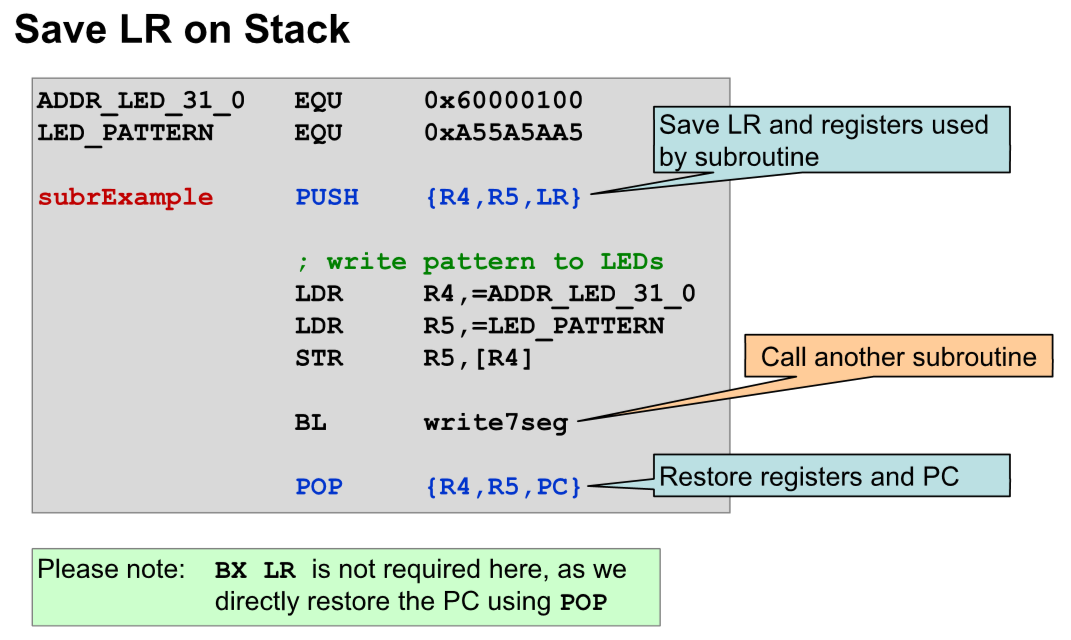 Save LR on Stack
ADDR_LED_31_0 EQU 0x60000100
LED_PATTERN EQU 0xA55A5AA5
Save LR and registers used
by subroutine
subrExample PUSH {R4,R5,LR}
; write pattern to LEDs
LDR R4,=ADDR_LED_31_0
LDR R5,=LED_PATTERN
STR R5,[R4]
Call another subroutine
BL write7seg
POP {R4,R5,PC}
Restore registers and PC
Please note: BX LR is not required here, as we
directly restore the PC using POP